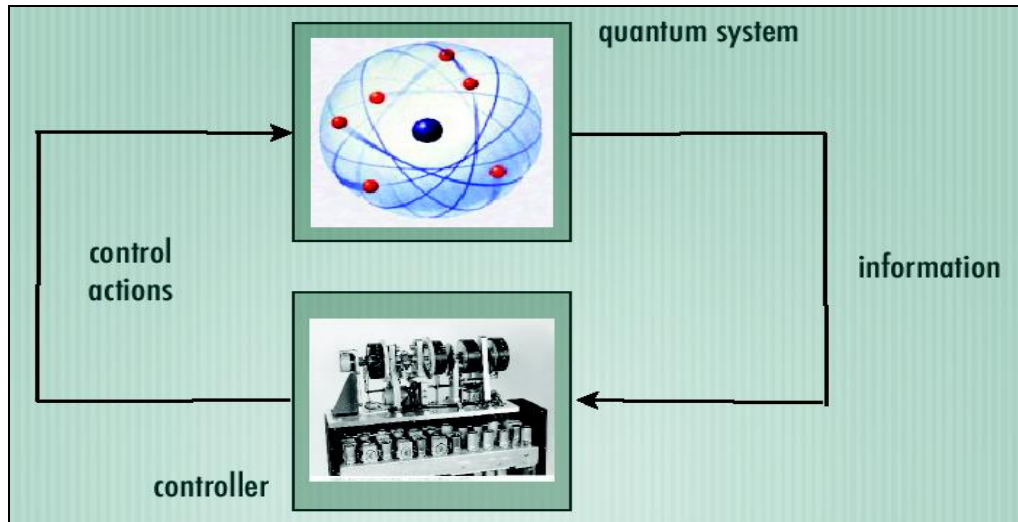 quantum system
control
actions
information
controller